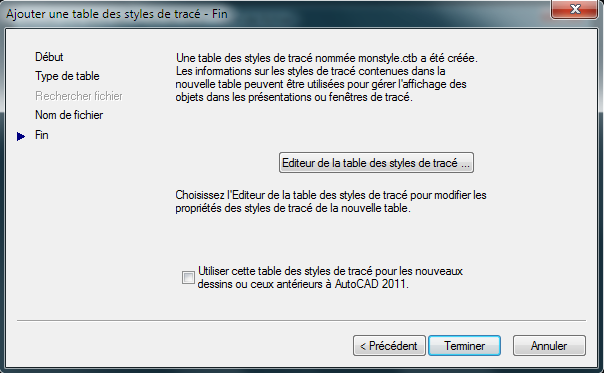 Ajouter une table des styles de tracé - Fin
Début
Type de table
Rechercher fichier
Nom de fichier
Fin
Une table des styles de tracé nommée monstyle.ctb a été créée.
Les infomations sur les styles de tracé contenues dans la
nouvelle table peuvent être utilisées pour gérer l'affichage des
objets dans les présentations ou fenêtres de tracé.
Editeur de la table des styles de tracé ...
Choisissez l'Editeur de la table des styles de tracé pour modifier les
propriétés des styles de tracé de la nouvelle table.
Utiliser cette table des styles de tracé pour les nouveaux
dessins ou ceux antérieurs à AutoCAD 2011.
< Précédent
Terminer
Annuler